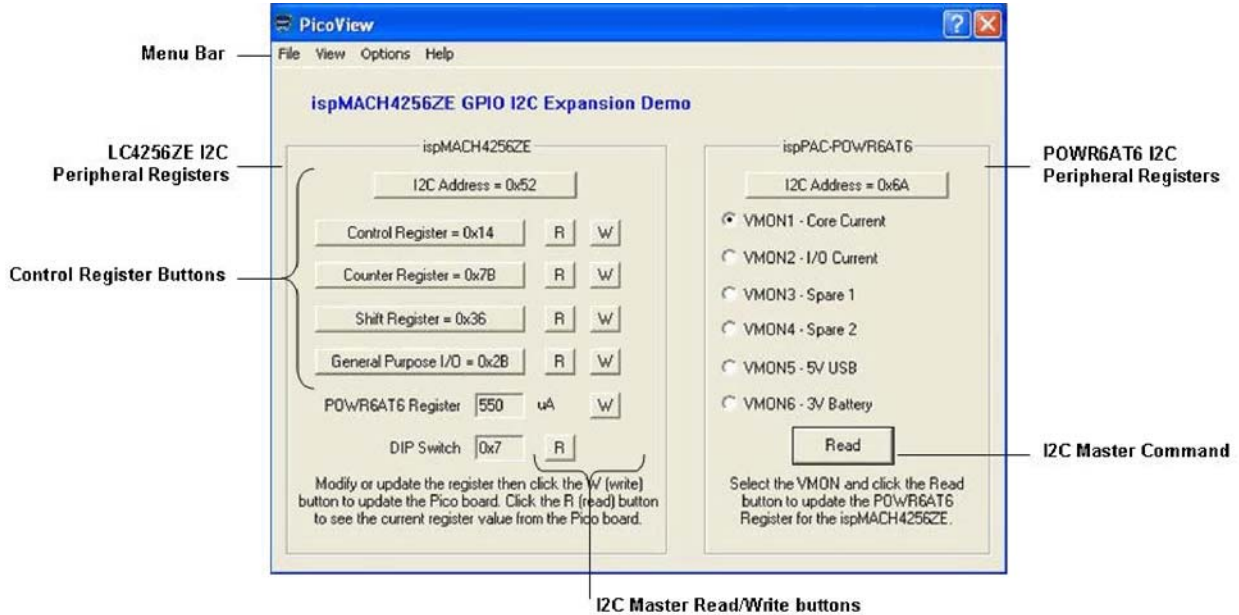 PicoView
Menu Bar
File View Options Help
ispMACH4256ZE GPIO I2C Expansion Demo
LC4256ZE I2C
Peripheral Registers
Control Register Buttons
ispMACH4256ZE
I2C Address = 0x52
Control Register = 0x14 R W
Counter Register = 0x7B R W
Shift Register = 0x36 R W
General Purpose I/O = 0x2B R W
POWR6AT6 Register 550 uA W
DIP Switch 0x7 R
Modify or update the register then click the W (write)
button to update the Pico board. Click the R (read) button
to see the current register value from the Pico board.
I2C Master Read/Write buttons
ispPAC-POWR6AT6
I2C Address = 0x6A
VMON1 - Core Current
VMON2 - I/O Current
VMON3 - Spare 1
VMON4 - Spare 2
VMON5 - 5V USB
VMON6 - 3V Battery
Read
Select the VMON and click the Read
button to update the POWR6AT6
Register for the ispMACH4256ZE.
POWR6AT6 I2C
Peripheral Registers
I2C Master Command